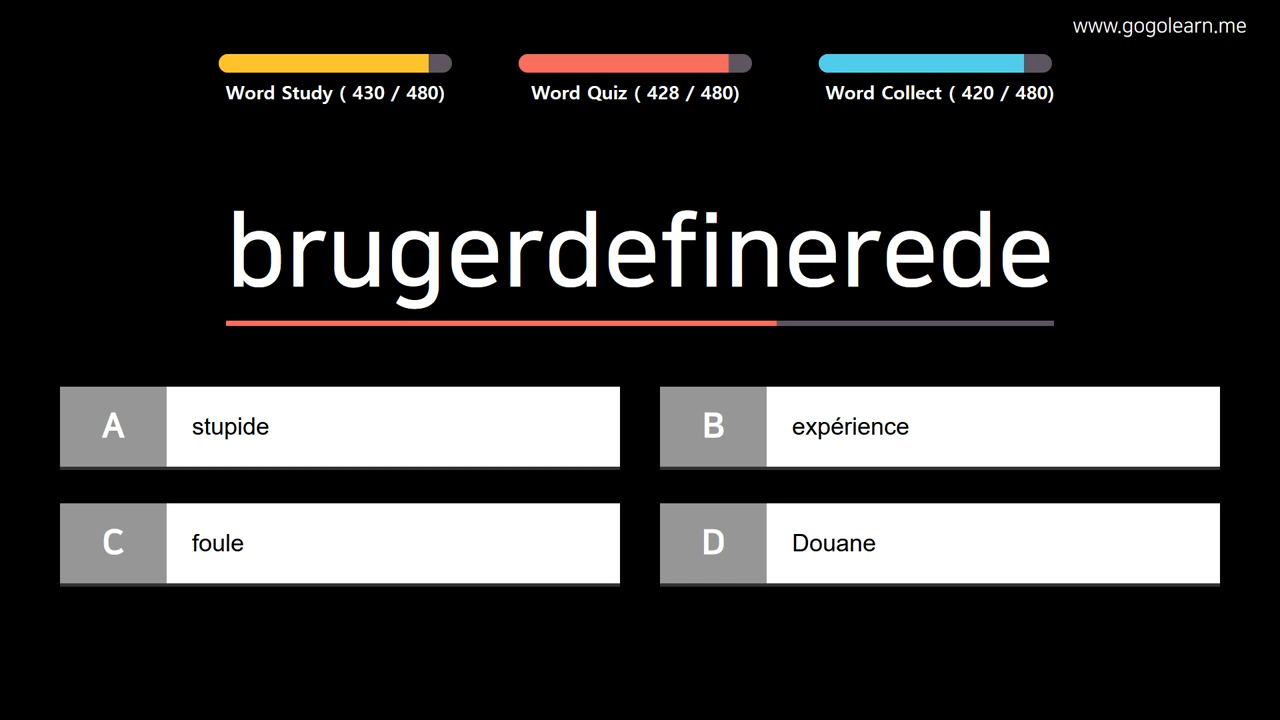 www.gogolearn.me
Word Study ( 430 / 480)
Word Quiz ( 428 / 480)
Word Collect ( 420 / 480)
brugerdefinerede
A stupide
B expérience
C foule
D Douane